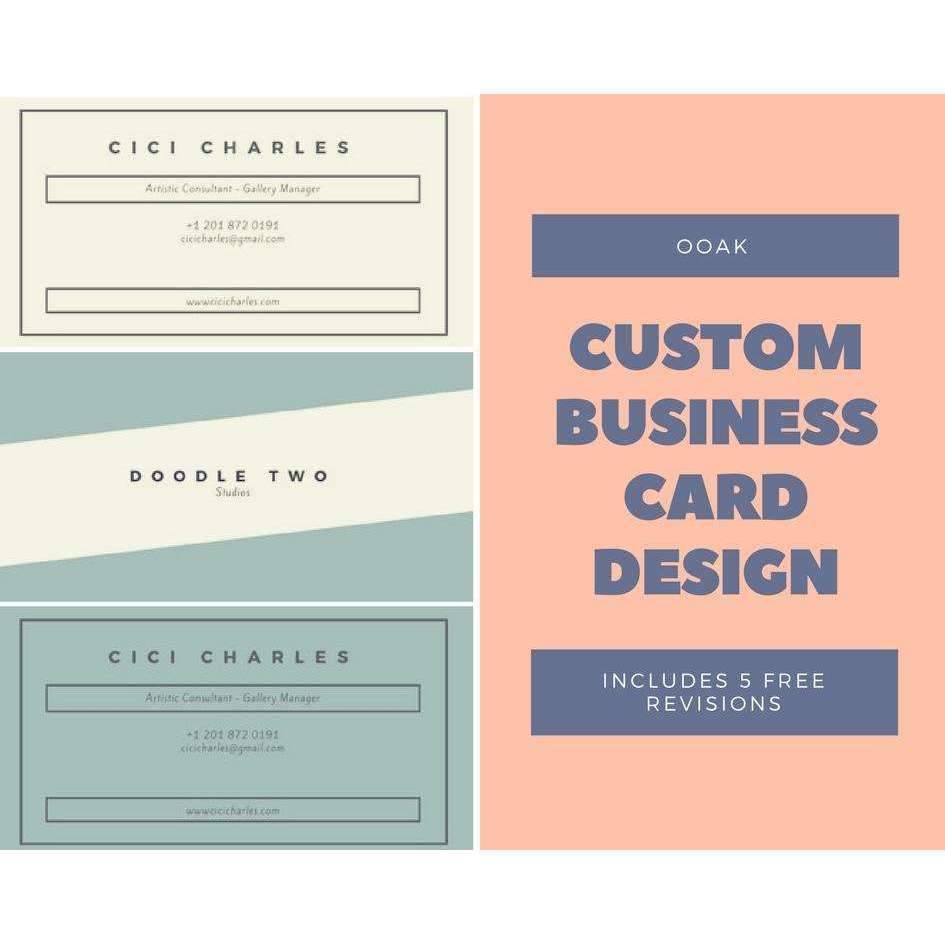 CICI CHARLES
Artistic Consultant - Gallery Manager
+1 201 872 0191
cicicharles@gmail.com
www.cicicharles.com
DOODLE TWO
Studios
CICI CHARLES
Artistic Consultant - Gallery Manager
+1 201 872 0191
cicicharles@gmail.com
www.cicicharles.com
OOAK
CUSTOM
BUSINESS
CARD
DESIGN
INCLUDES 5 FREE
REVISIONS